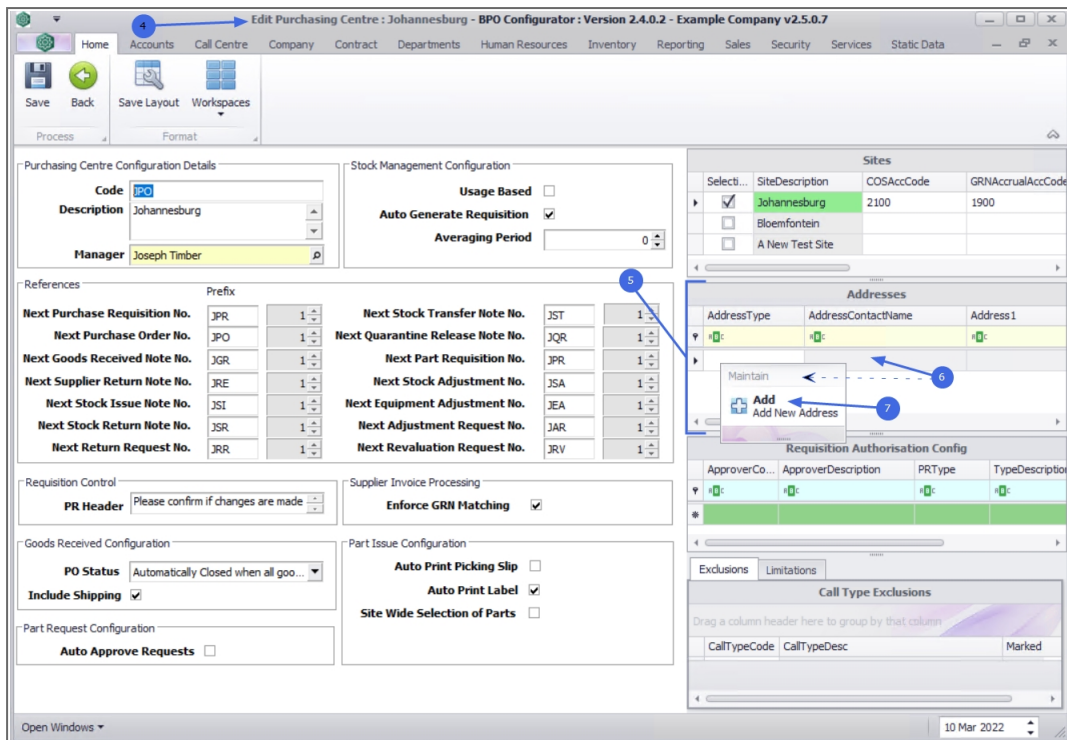 Edit Purchasing Centre : Johannesburg - BPO Configurator : Version 2.4.0.2 - Example Company v2.5.0.7
4
Home Accounts Call Centre Company Contract Departments Human Resources Inventory Reporting Sales Security Services Static Data
Save Back Save Layout Workspaces
Process Format
Purchasing Centre Configuration Details
Code JPO
Description Johannesburg
Manager Joseph Timber
Stock Management Configuration
Usage Based
Auto Generate Requisition
Averaging Period 0
References
Prefix
Next Purchase Requisition No. JPR 1 Next Stock Transfer Note No. JST 1
Next Purchase Order No. JPO 1 Next Quarantine Release Note No. JQR 1
Next Goods Received Note No. JGR 1 Next Part Requisition No. JPR 1
Next Supplier Return Note No. JRE 1 Next Stock Adjustment No. JSA 1
Next Stock Issue Note No. JSI 1 Next Equipment Adjustment No. JEA 1
Next Stock Return Note No. JSR 1 Next Adjustment Request No. JAR 1
Next Return Request No. JRR 1 Next Revaluation Request No. JRV 1
Requisition Control
PR Header Please confirm if changes are made
Supplier Invoice Processing
Enforce GRN Matching
Goods Received Configuration
PO Status Automatically Closed when all goo...
Include Shipping
Part Issue Configuration
Auto Print Picking Slip
Auto Print Label
Site Wide Selection of Parts
Part Request Configuration
Auto Approve Requests
Sites
Selecti... SiteDescription COSAccCode GRNAccrualAccCode
Johannesburg 2100 1900
Bloemfontein
A New Test Site
5
Addresses
AddressType AddressContactName Address1
ABC ABC ABC
Maintain
6
Add
Add New Address
7
Requisition Authorisation Config
ApproverCo... ApproverDescription PRType TypeDescription
ABC ABC ABC ABC
Exclusions Limitations
Call Type Exclusions
Drag a column header here to group by that column
CallTypeCode CallTypeDesc Marked
Open Windows 10 Mar 2022